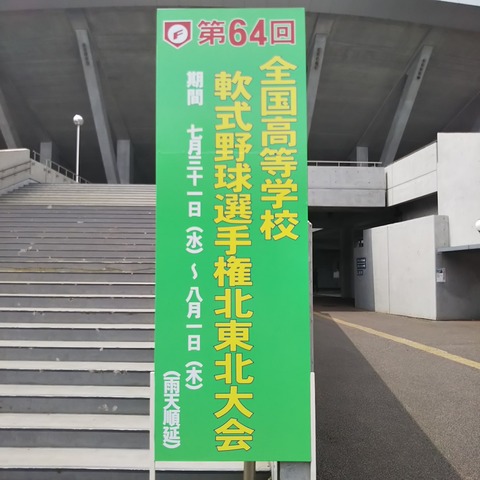 第64回
全国高等学校
軟式野球選手権北東北大会
期間 七月三十一日(水)〜八月一日(木)
(雨天順延)